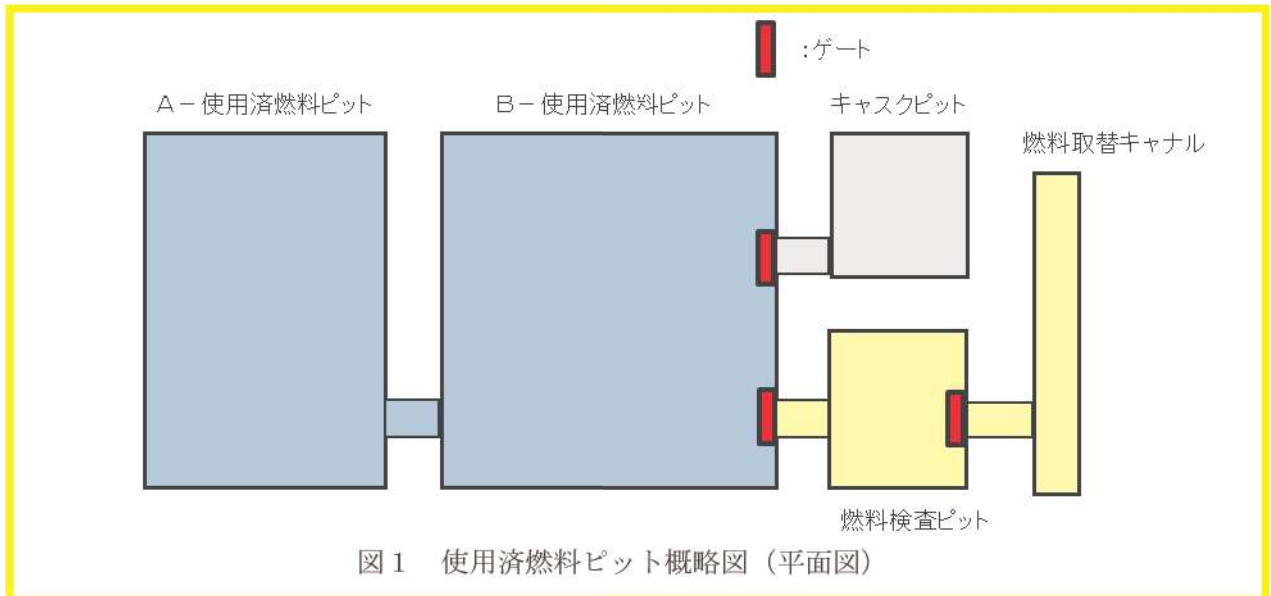 :ゲート
A－使用済燃料ピット
B－使用済燃料ピット
キャスクピット
燃料取替キャナル
燃料検査ピット
図1 使用済燃料ピット概略図（平面図）